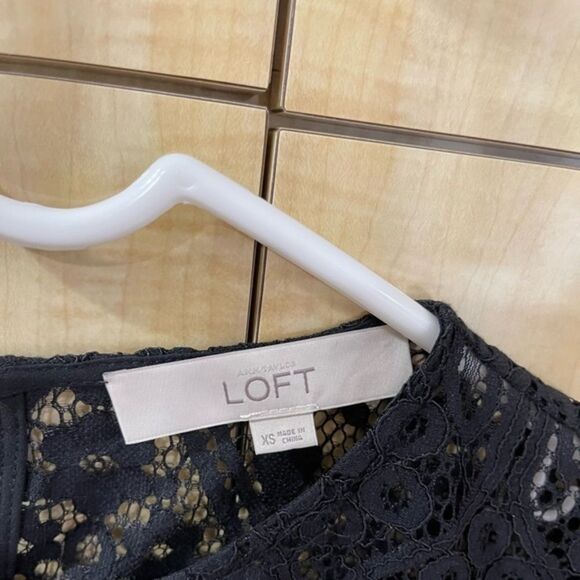 ANN TAYLOR
LOFT
XS
MADE IN
CHINA